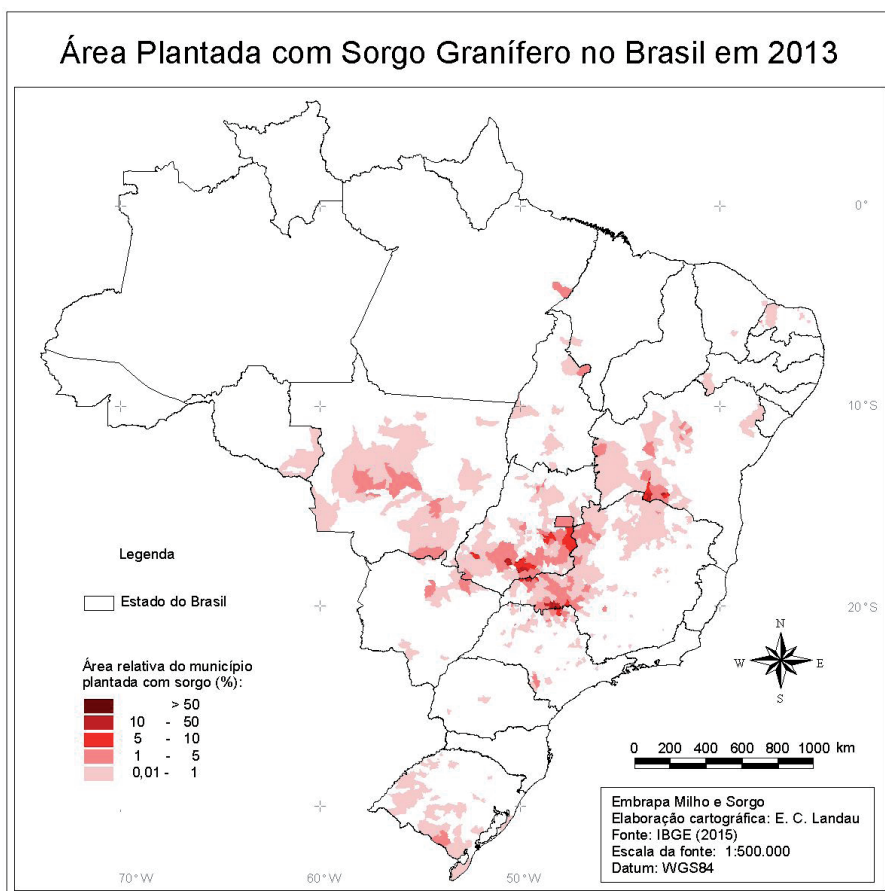 Área Plantada com Sorgo Granífero no Brasil em 2013
0°
10°S
20°S
Legenda
Estado do Brasil
Área relativa do município
plantada com sorgo (%):
> 50
10 - 50
5 - 10
1 - 5
0,01 - 1
N
W E
S
0 200 400 600 800 1000 km
Embrapa Milho e Sorgo
Elaboração cartográfica: E. C. Landau
Fonte: IBGE (2015)
Escala da fonte: 1:500.000
Datum: WGS84
70°W 60°W 50°W